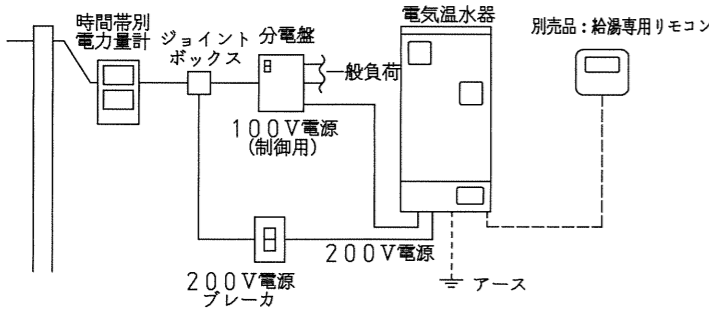 時間帯別
電力量計
ジョイント
ボックス
分電盤
一般負荷
100V電源
(制御用)
電気温水器
別売品：給湯専用リモコン
200V電源
ブレーカ
200V電源
アース